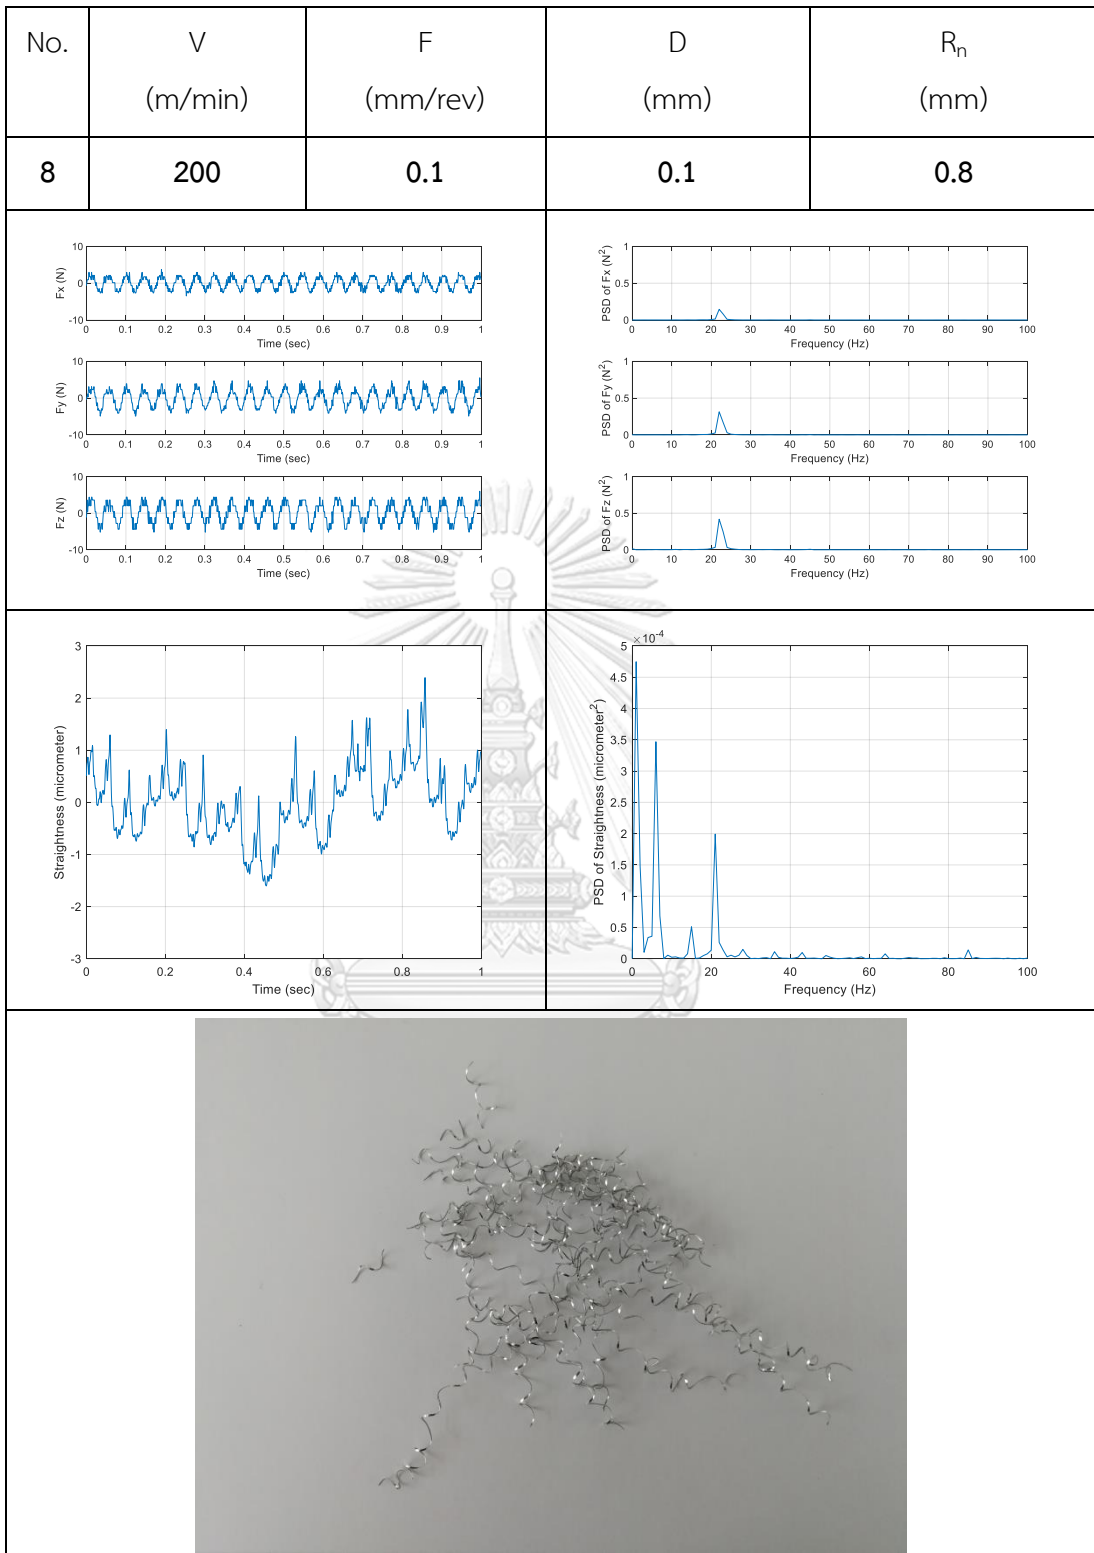 No. V F D Rn
(m/min) (mm/rev) (mm) (mm)
8 200 0.1 0.1 0.8
10
0
-10
Fx (N)
0 0.1 0.2 0.3 0.4 0.5 0.6 0.7 0.8 0.9 1
Time (sec)
10
0
-10
Fy (N)
0 0.1 0.2 0.3 0.4 0.5 0.6 0.7 0.8 0.9 1
Time (sec)
10
0
-10
Fz (N)
0 0.1 0.2 0.3 0.4 0.5 0.6 0.7 0.8 0.9 1
Time (sec)
1
0.5
0
PSD of Fx (N²)
0 10 20 30 40 50 60 70 80 90 100
Frequency (Hz)
1
0.5
0
PSD of Fy (N²)
0 10 20 30 40 50 60 70 80 90 100
Frequency (Hz)
1
0.5
0
PSD of Fz (N²)
0 10 20 30 40 50 60 70 80 90 100
Frequency (Hz)
3
2
1
0
-1
-2
-3
Straightness (micrometer)
0 0.2 0.4 0.6 0.8 1
Time (sec)
×10⁻⁴
5
4.5
4
3.5
3
2.5
2
1.5
1
0.5
0
PSD of Straightness (micrometer²)
0 20 40 60 80 100
Frequency (Hz)